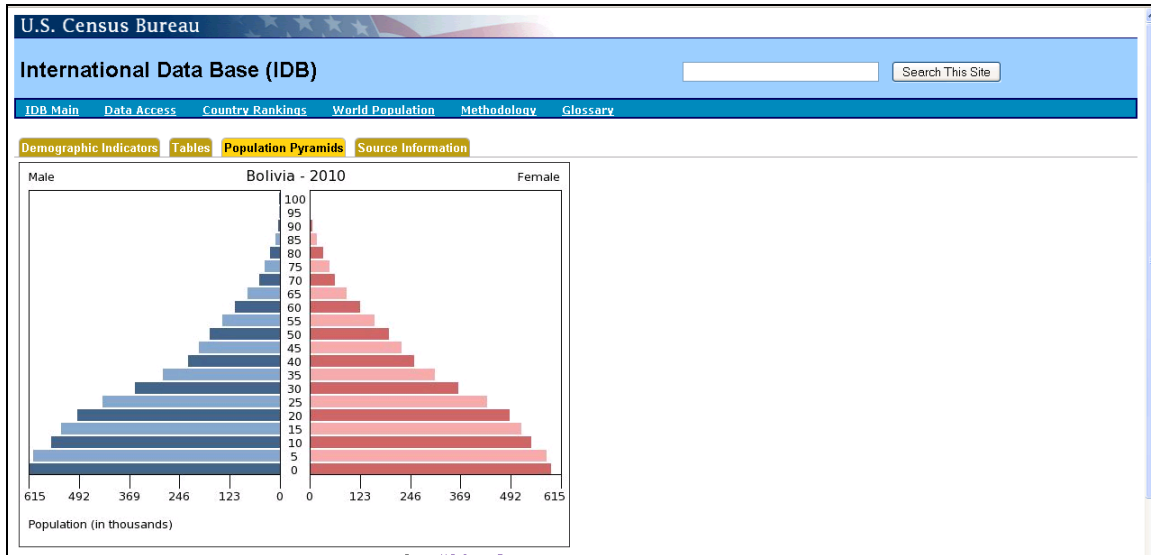 U.S. Census Bureau
International Data Base (IDB)
Search This Site
IDB Main Data Access Country Rankings World Population Methodology Glossary
Demographic Indicators Tables Population Pyramids Source Information
Male Bolivia - 2010 Female
100
95
90
85
80
75
70
65
60
55
50
45
40
35
30
25
20
15
10
5
0
615 492 369 246 123 0 0 123 246 369 492 615
Population (in thousands)